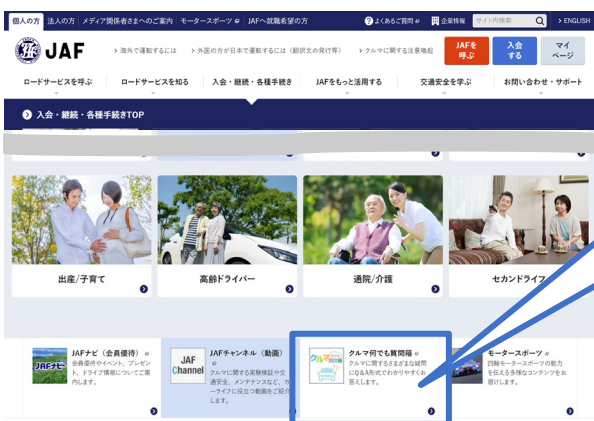 個人の方 法人の方 メディア関係者さまへのご案内 モータースポーツ JAFへ就職希望の方 よくあるご質問 企業情報 サイト内検索 > ENGLISH
JAF > 海外で運転するには > 外国の方が日本で運転するには（翻訳文の発行等） > クルマに関する注意喚起 JAFを 入会 マイ
呼ぶ する ページ
ロードサービスを呼ぶ ロードサービスを知る 入会・継続・各種手続き JAFをもっと活用する 交通安全を学ぶ お問い合わせ・サポート
入会・継続・各種手続きTOP
出産/子育て 高齢ドライバー 通院/介護 セカンドライフ
JAFナビ
JAFナビ（会員優待）
会員優待やイベント、プレゼン
ト、ドライブ情報についてご案
内します。
JAF
Channel
JAFチャンネル（動画）
クルマに関する実験検証や交
通安全、メンテナンスなど、カ
ーライフに役立つ動画をご紹介
します。
クルマ何でも質問箱
クルマに関するさまざまな疑問
にQ&A形式でわかりやすくお
答えします。
モータースポーツ
四輪モータースポーツの魅力
を伝える多様なコンテンツをお
届けします。